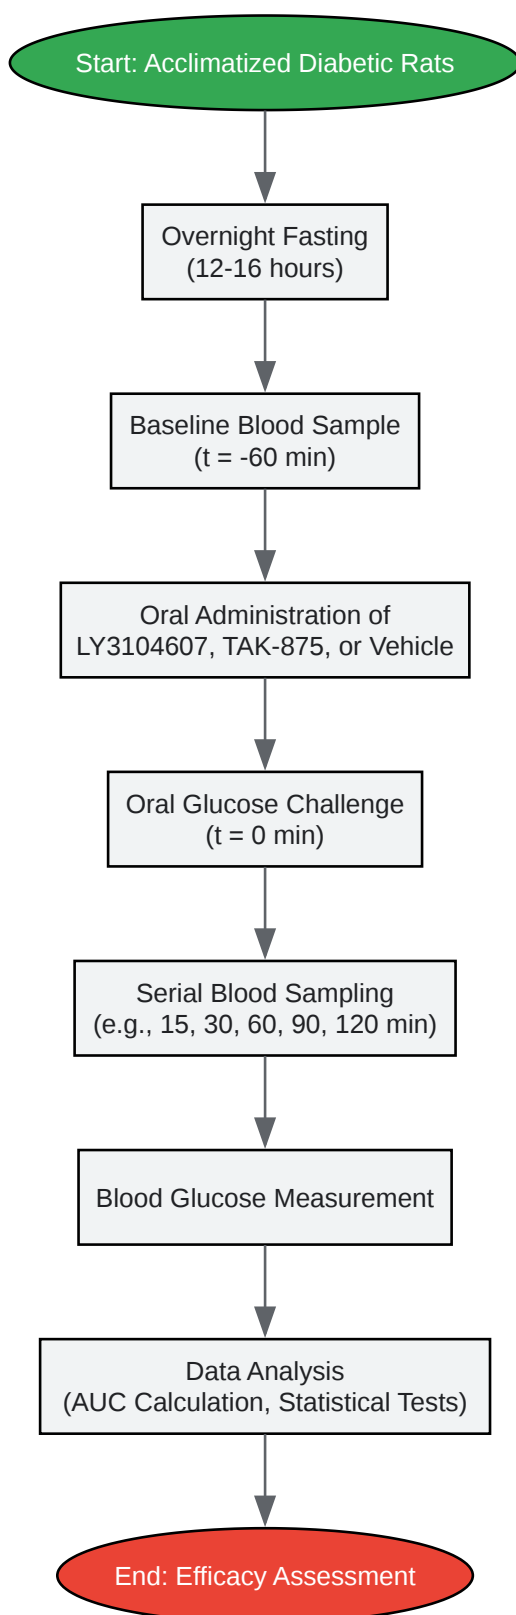 Start: Acclimatized Diabetic Rats
Overnight Fasting
(12-16 hours)
Baseline Blood Sample
(t = -60 min)
Oral Administration of
LY3104607, TAK-875, or Vehicle
Oral Glucose Challenge
(t = 0 min)
Serial Blood Sampling
(e.g., 15, 30, 60, 90, 120 min)
Blood Glucose Measurement
Data Analysis
(AUC Calculation, Statistical Tests)
End: Efficacy Assessment